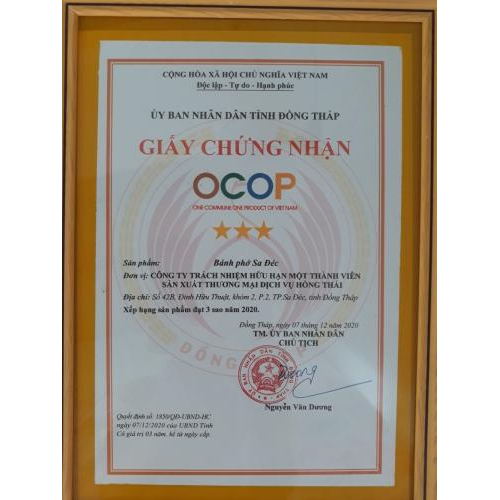 CỘNG HÒA XÃ HỘI CHỦ NGHĨA VIỆT NAM
Độc lập - Tự do - Hạnh phúc
ỦY BAN NHÂN DÂN TỈNH ĐỒNG THÁP
GIẤY CHỨNG NHẬN
OCOP
ONE COMMUNE ONE PRODUCT OF VIET NAM
Sản phẩm: Bánh phở Sa Đéc
Đơn vị: CÔNG TY TRÁCH NHIỆM HỮU HẠN MỘT THÀNH VIÊN
SẢN XUẤT THƯƠNG MẠI DỊCH VỤ HỒNG THÁI
Địa chỉ: Số 42B, Đinh Hữu Thuật, khóm 2, P.2, TP.Sa Đéc, tỉnh Đồng Tháp
Xếp hạng sản phẩm đạt 3 sao năm 2020.
Đồng Tháp, ngày 07 tháng 12 năm 2020
TM. ỦY BAN NHÂN DÂN
CHỦ TỊCH
ĐỒNG THÁP
Nguyễn Văn Dương
Quyết định số: 1850/QĐ-UBND-HC
ngày 07/12/2020 của UBND Tỉnh
Có giá trị 03 năm, kể từ ngày cấp.